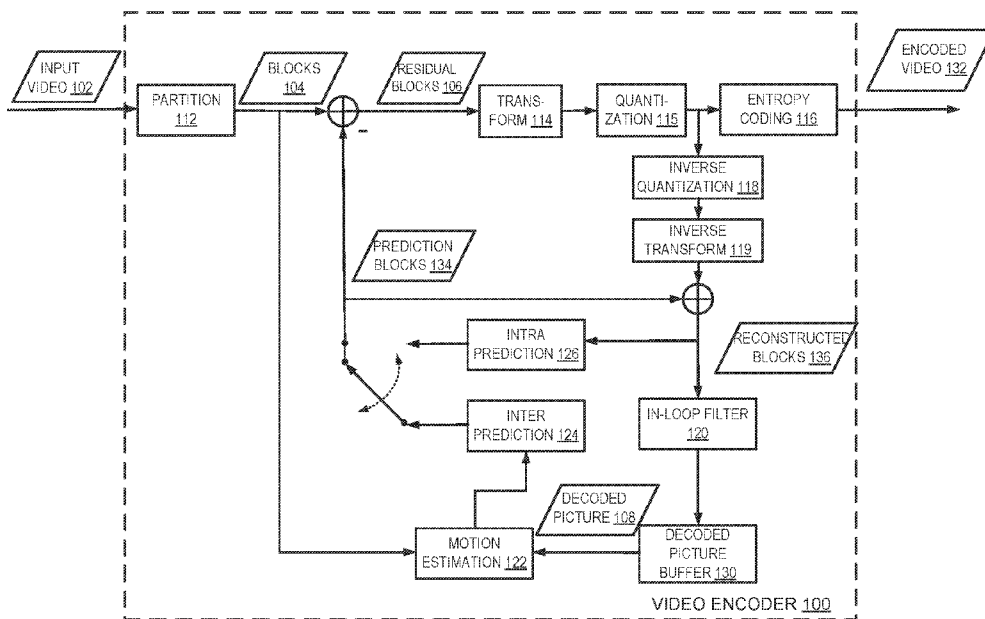 INPUT
VIDEO 102
BLOCKS
104
RESIDUAL
BLOCKS 106
ENCODED
VIDEO 132
PARTITION
112
-
TRANS-
FORM 114
QUANTI-
ZATION 115
ENTROPY
CODING 116
INVERSE
QUANTIZATION 118
INVERSE
TRANSFORM 119
PREDICTION
BLOCKS 134
INTRA
PREDICTION 126
RECONSTRUCTED
BLOCKS 136
INTER
PREDICTION 124
IN-LOOP FILTER
120
DECODED
PICTURE 108
MOTION
ESTIMATION 122
DECODED
PICTURE
BUFFER 130
VIDEO ENCODER 100